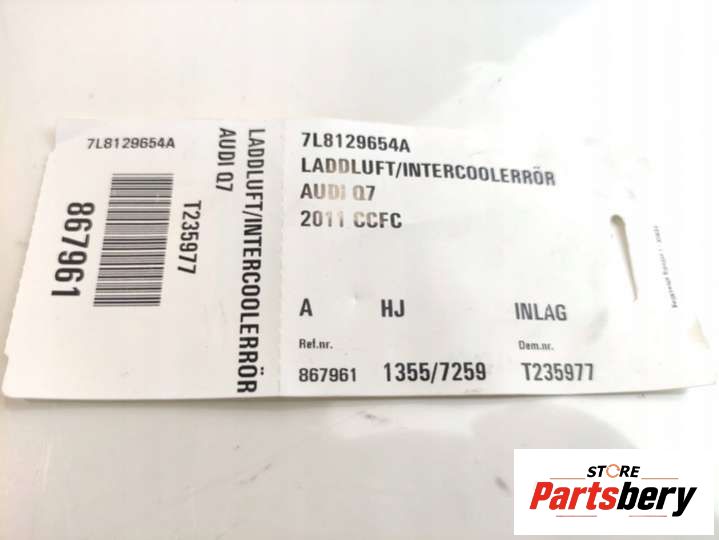 7L8129654A
867961
T235977
LADDLUFT/INTERCOOLERRÖR
AUDI Q7
7L8129654A
LADDLUFT/INTERCOOLERRÖR
AUDI Q7
2011 CCFC
A HJ INLAG
Ref.nr. Dem.nr.
867961 1355/7259 T235977
STORE
Partsbery